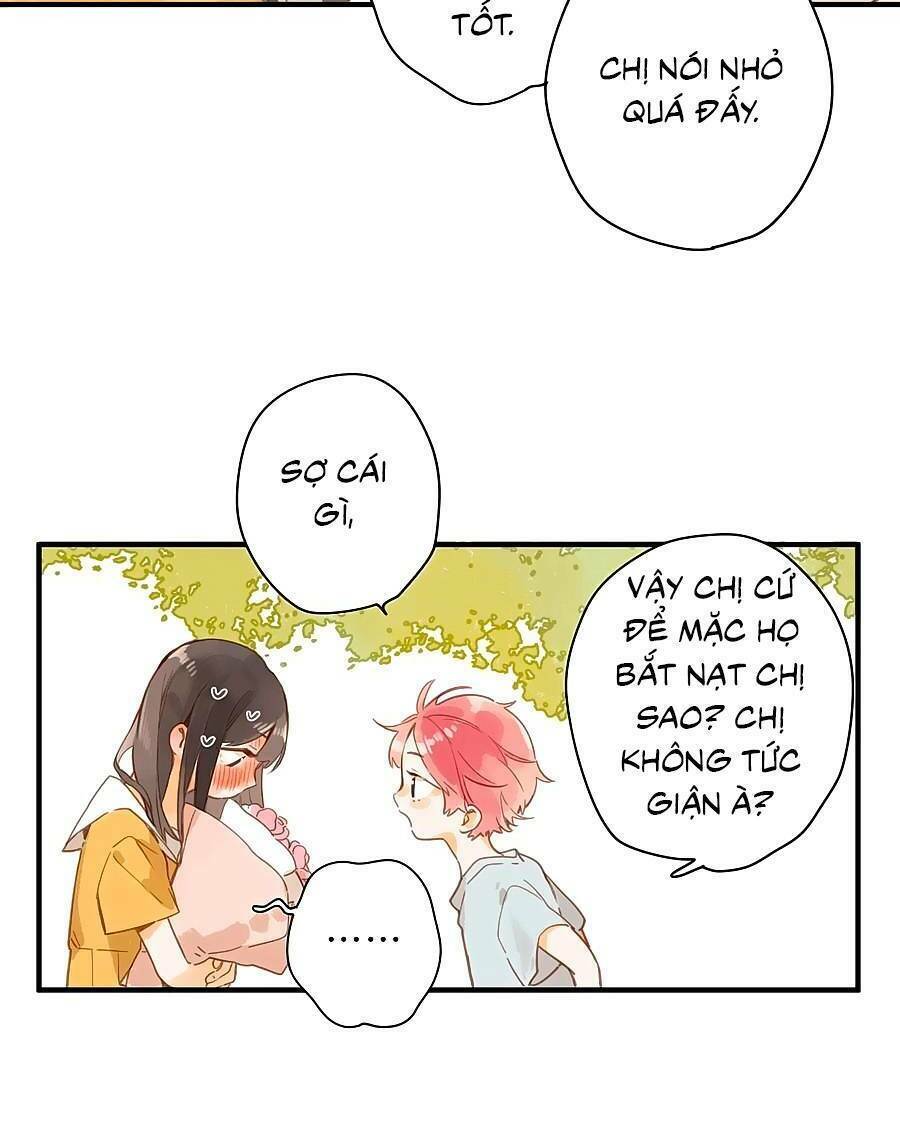 TỐT.
CHỊ NÓI NHỎ
QUÁ ĐẤY.
SỢ CÁI
GÌ,
VẬY CHỊ CỨ
ĐỂ MẶC HỌ
BẮT NẠT CHỊ
SAO? CHỊ
KHÔNG TỨC
GIẬN À?
......